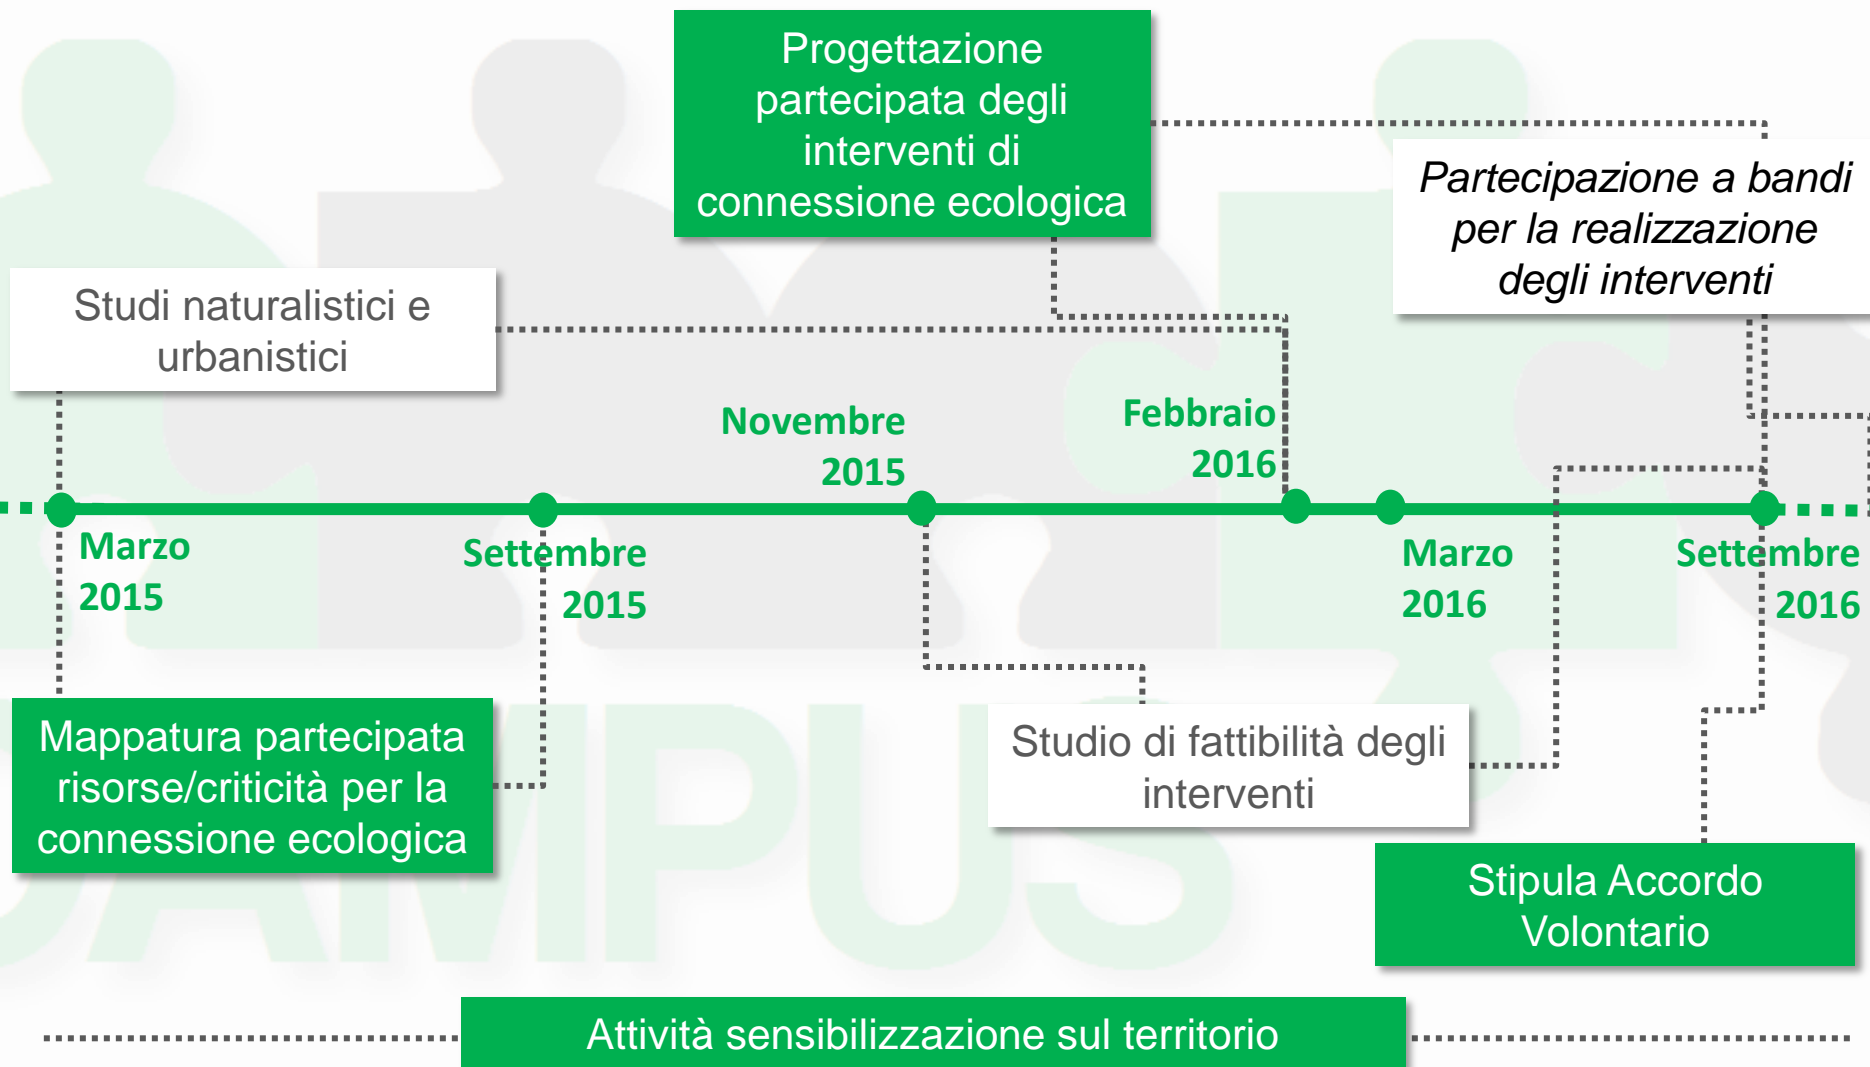 Progettazione
partecipata degli
interventi di
connessione ecologica
Partecipazione a bandi
per la realizzazione
degli interventi
Studi naturalistici e
urbanistici
Novembre
2015
Febbraio
2016
Marzo
2015
Settembre
2015
Marzo
2016
Settembre
2016
Mappatura partecipata
risorse/criticità per la
connessione ecologica
Studio di fattibilità degli
interventi
Stipula Accordo
Volontario
CAMPUS
Attività sensibilizzazione sul territorio